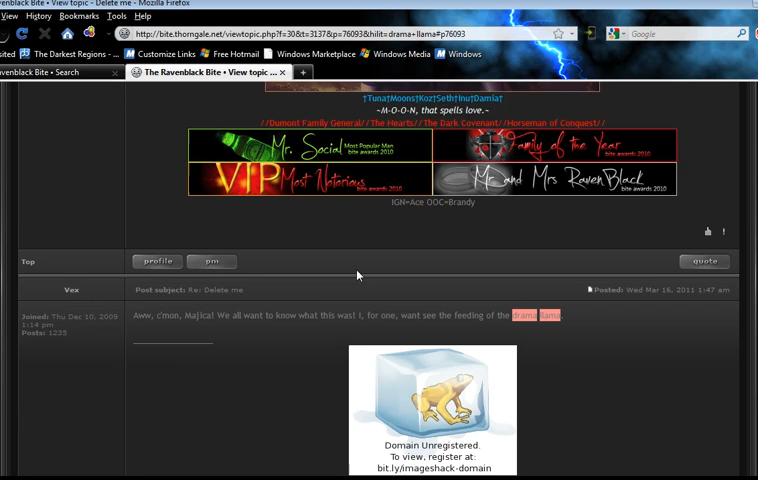 Ravenblack Bite • View topic - Delete me - Mozilla Firefox
View History Bookmarks Tools Help
http://bite.thorngale.net/viewtopic.php?f=30&t=3137&p=76093&hilit=drama+llama#p76093
Google
sited The Darkest Regions -... Customize Links Free Hotmail Windows Marketplace Windows Media Windows
avenblack Bite • Search
The Ravenblack Bite • View topic ...
†Tuna†Moons†Koz†Seth†Inu†Damia†
~M-O-O-N, that spells love.~
//Dumont Family General//The Hearts//The Dark Covenant//Horseman of Conquest//
Mr. Social Most Popular Man bite awards 2010
Family of the Year bite awards 2010
VIP Most Notorious bite awards 2010
Mr and Mrs RavenBlack bite awards 2010
IGN=Ace OOC=Brandy
Top profile pm quote
Vex Post subject: Re: Delete me Posted: Wed Mar 16, 2011 1:47 am
Joined: Thu Dec 10, 2009
1:14 pm
Posts: 1235
Aww, c'mon, Majica! We all want to know what this was! I, for one, want see the feeding of the drama llama.
Domain Unregistered.
To view, register at:
bit.ly/imageshack-domain